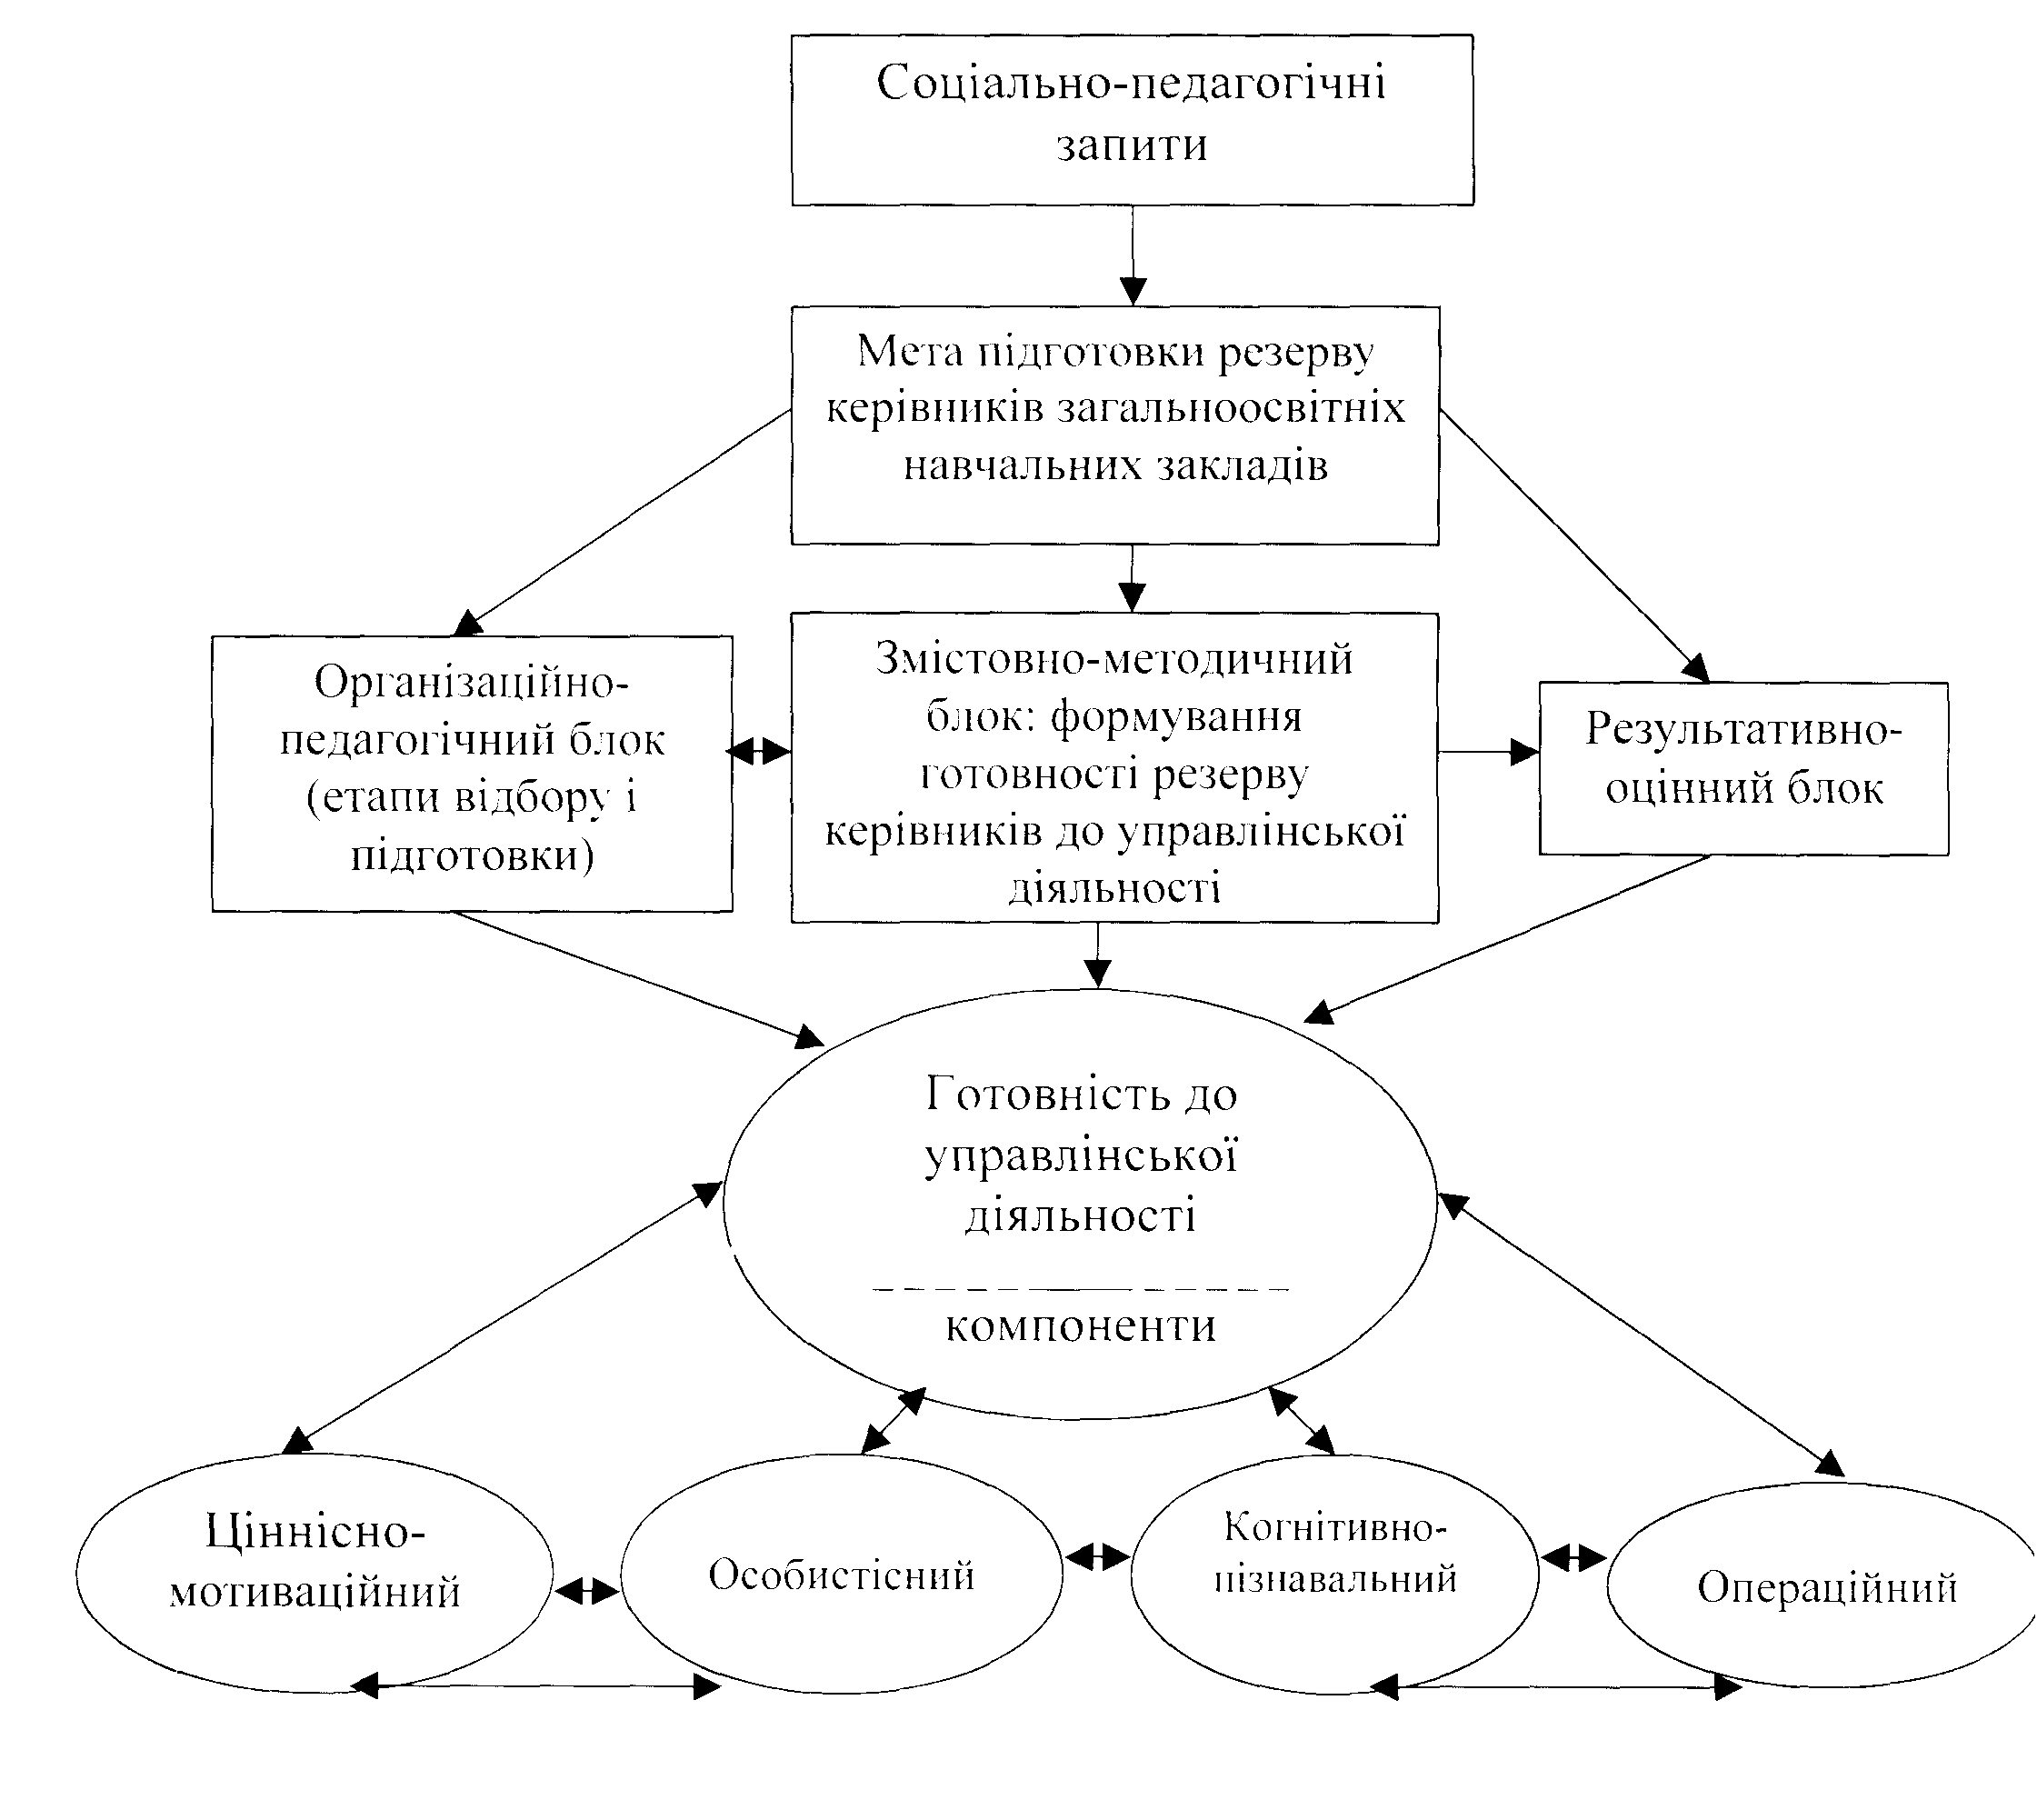 Соціально-педагогічні
запити
Мета підготовки резерву
керівників загальноосвітніх
навчальних закладів
Організаційно-
педагогічний блок
(етапи відбору і
підготовки)
Змістовно-методичний
блок: формування
готовності резерву
керівників до управлінської
діяльності
Результативно-
оцінний блок
Готовність до
управлінської
діяльності
компоненти
Ціннісно-
мотиваційний
Особистісний
Когнітивно-
пізнавальний
Операційний